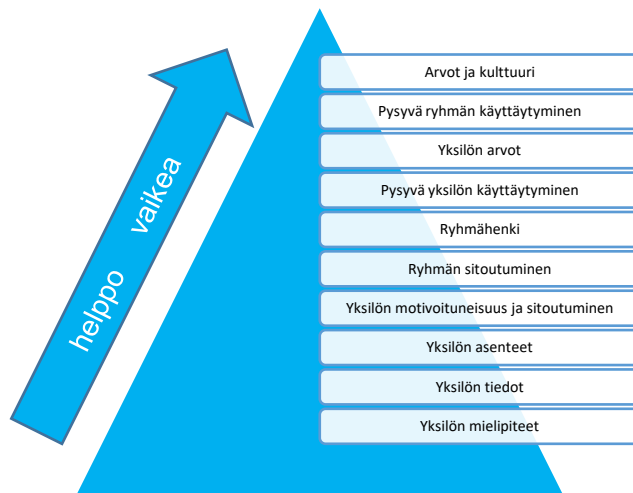 helppo vaikea
Arvot ja kulttuuri
Pysyvä ryhmän käyttäytyminen
Yksilön arvot
Pysyvä yksilön käyttäytyminen
Ryhmähenki
Ryhmän sitoutuminen
Yksilön motivoituneisuus ja sitoutuminen
Yksilön asenteet
Yksilön tiedot
Yksilön mielipiteet